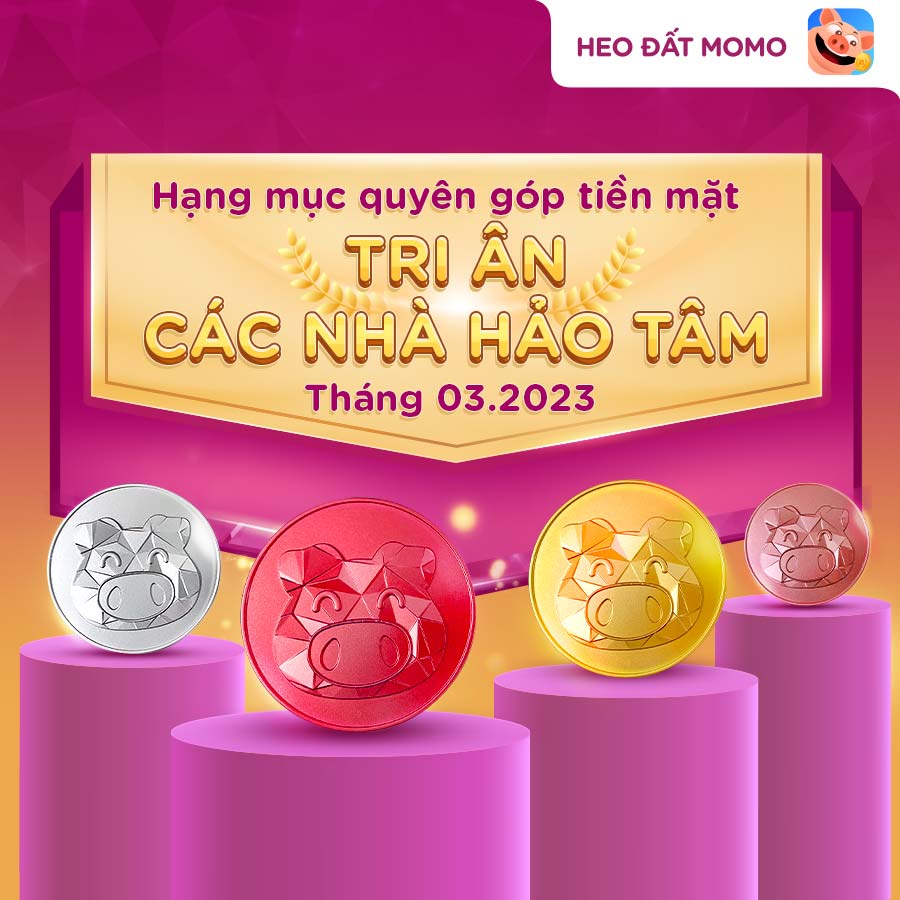 HEO ĐẤT MOMO
Hạng mục quyên góp tiền mặt
TRI ÂN
CÁC NHÀ HẢO TÂM
Tháng 03.2023